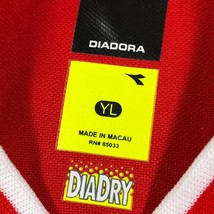 DIADORA
YL
MADE IN MACAU
RN# 85033
DIADRY